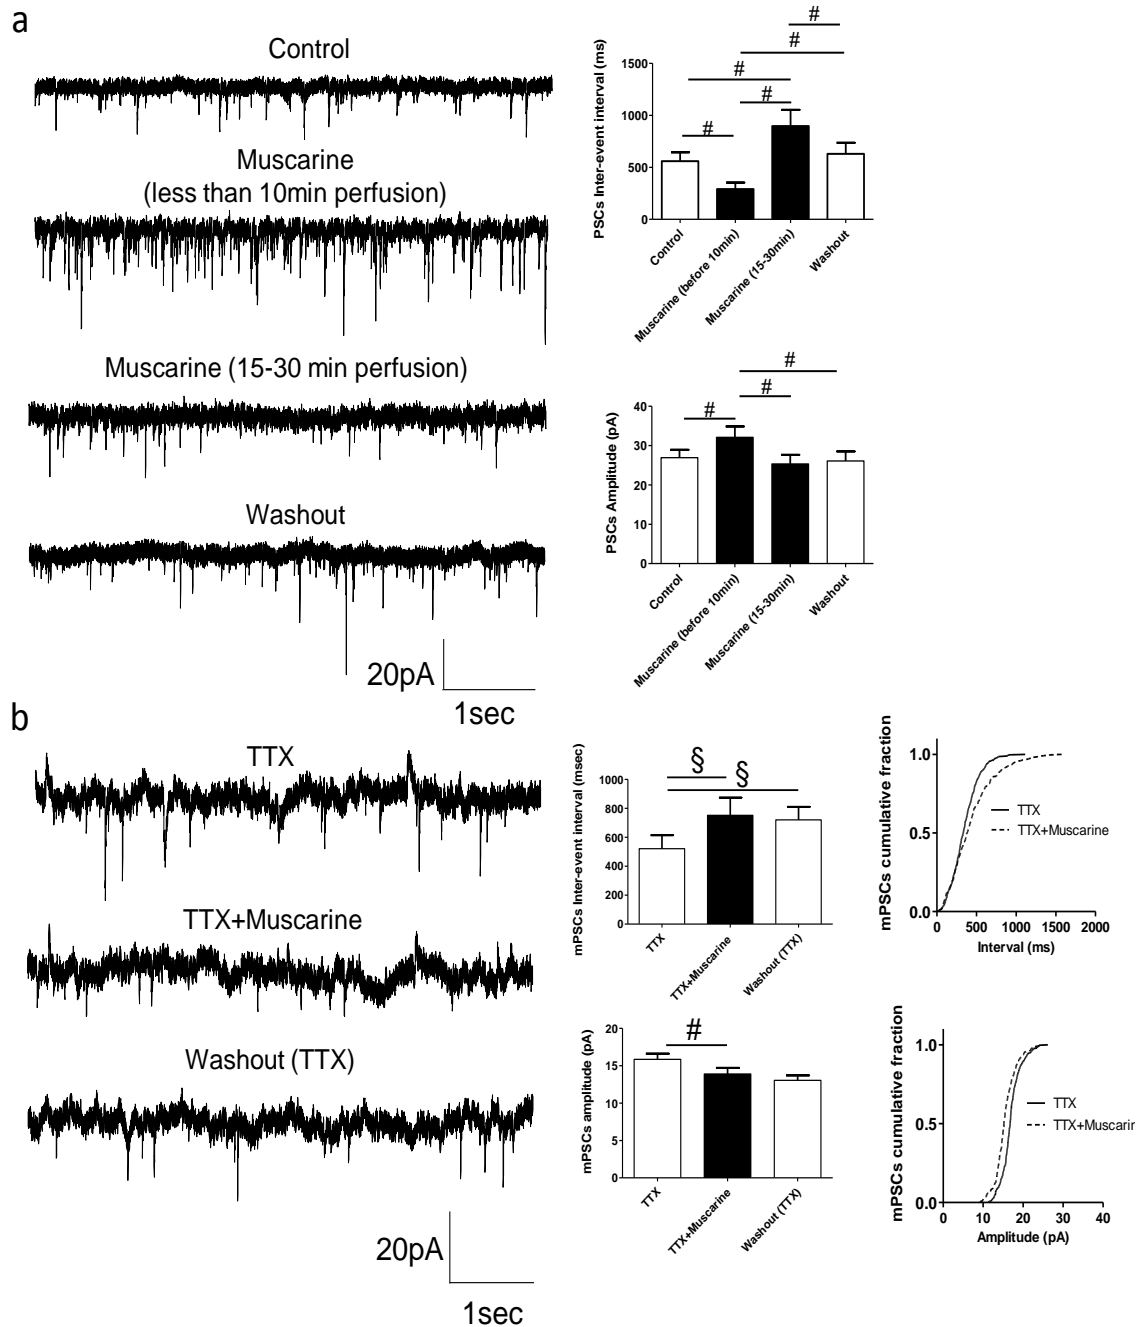 a
Control
Muscarine
(less than 10min perfusion)
Muscarine (15-30 min perfusion)
Washout
20pA
1sec
#
#
#
#
#
PSCs Inter-event interval (ms)
1500
1000
500
0
Control
Muscarine (before 10min)
Muscarine (15-30min)
Washout
#
#
#
PSCs Amplitude (pA)
40
30
20
10
0
Control
Muscarine (before 10min)
Muscarine (15-30min)
Washout
b
TTX
TTX+Muscarine
Washout (TTX)
20pA
1sec
§
§
mPSCs Inter-event interval (msec)
1000
800
600
400
200
0
TTX
TTX+Muscarine
Washout (TTX)
mPSCs cumulative fraction
1.0
0.5
0.0
0 500 1000 1500 2000
Interval (ms)
TTX
TTX+Muscarine
#
mPSCs amplitude (pA)
20
15
10
5
0
TTX
TTX+Muscarine
Washout (TTX)
mPSCs cumulative fraction
1.0
0.5
0.0
0 10 20 30 40
Amplitude (pA)
TTX
TTX+Muscarir